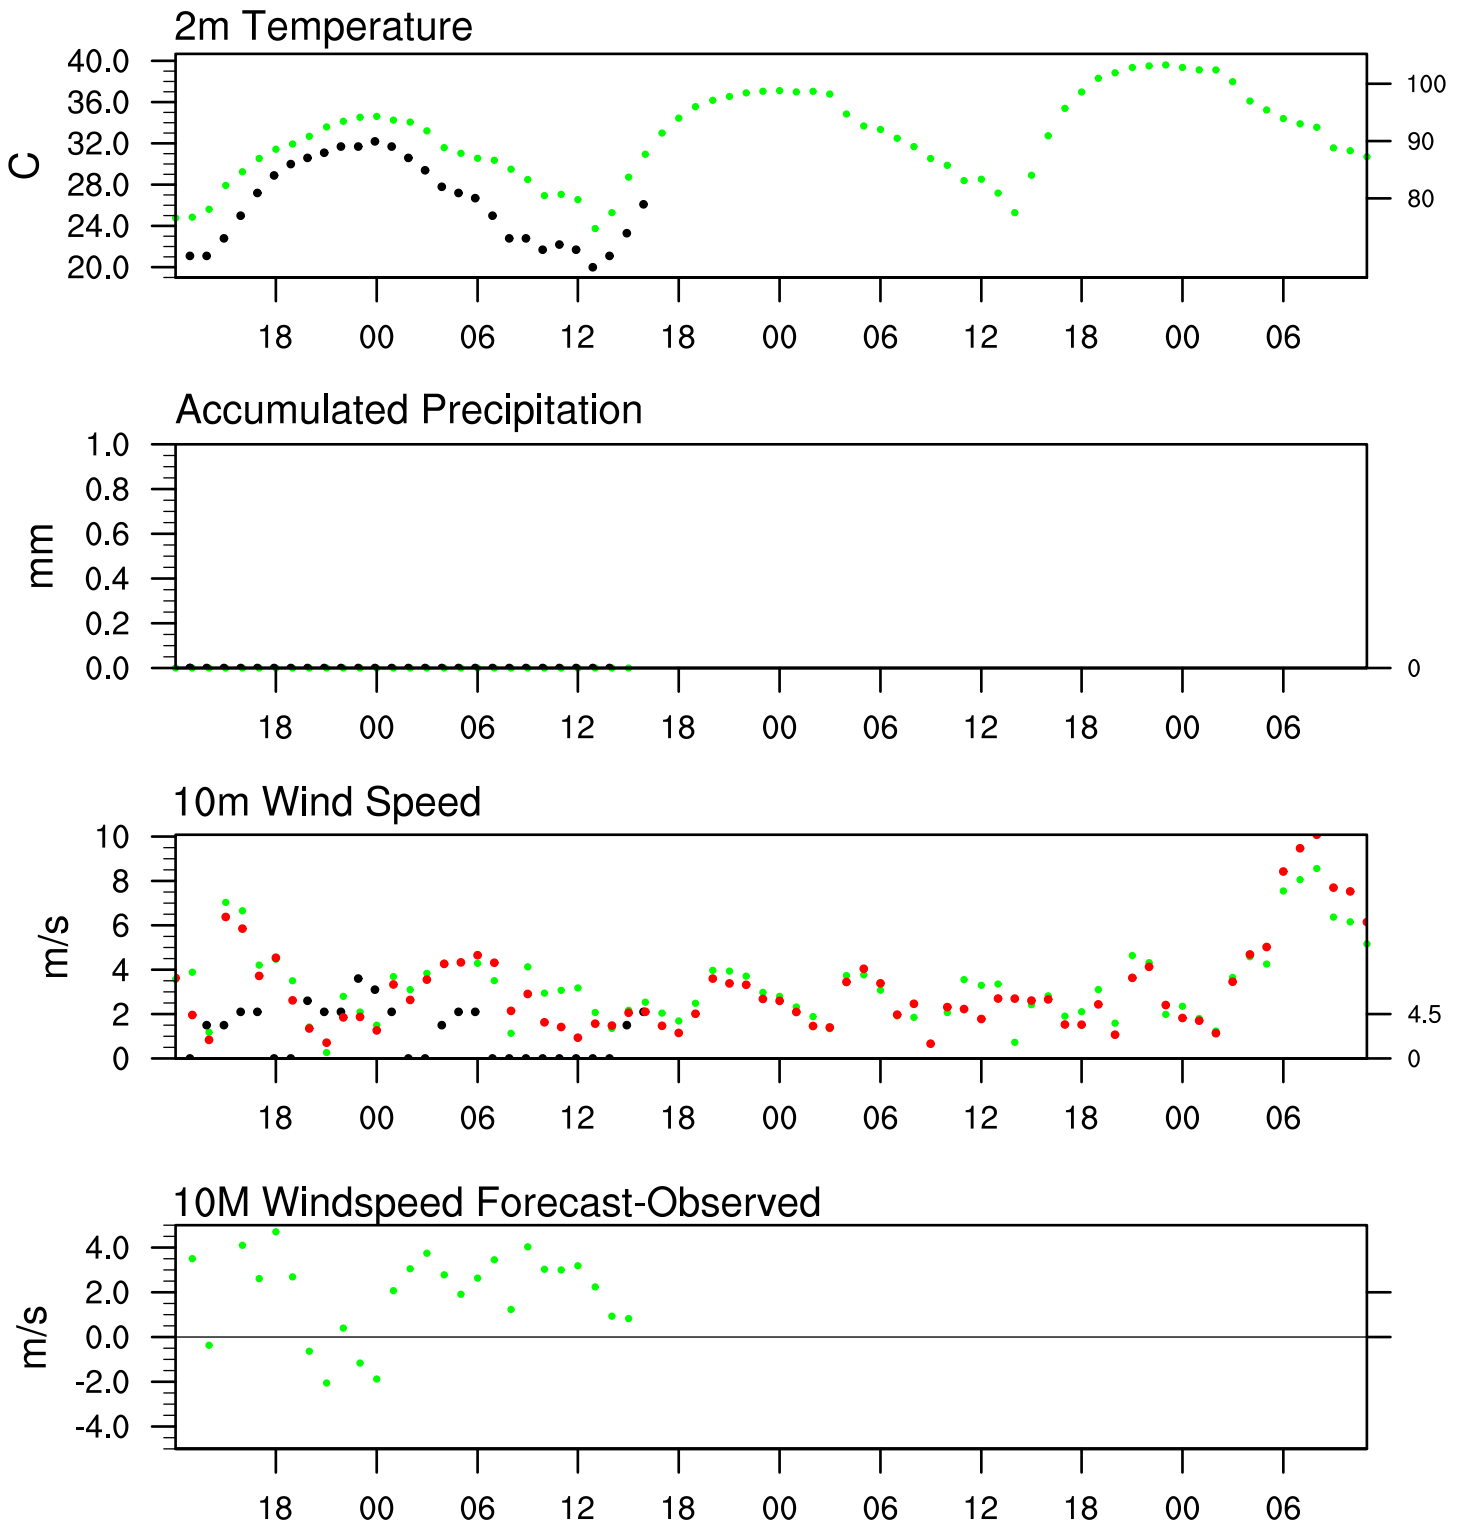 2m Temperature
40.0
36.0
32.0
28.0
24.0
20.0
C
100
90
80
18 00 06 12 18 00 06 12 18 00 06
Accumulated Precipitation
1.0
0.8
0.6
0.4
0.2
0.0
mm
0
18 00 06 12 18 00 06 12 18 00 06
10m Wind Speed
10
8
6
4
2
0
m/s
4.5
0
18 00 06 12 18 00 06 12 18 00 06
10M Windspeed Forecast-Observed
4.0
2.0
0.0
-2.0
-4.0
m/s
18 00 06 12 18 00 06 12 18 00 06